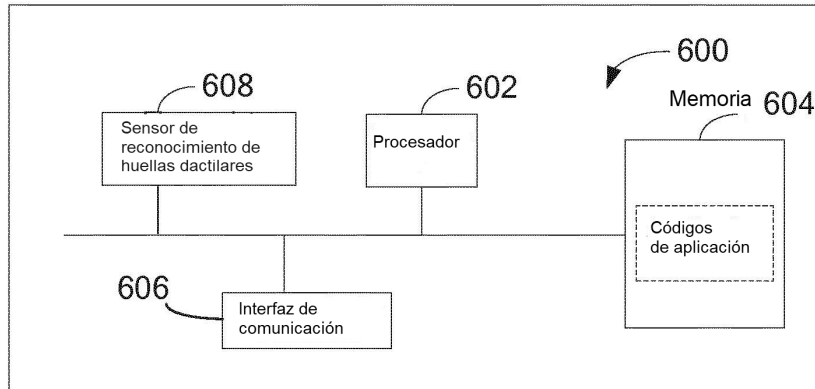 600
608
602
Memoria 604
Sensor de
reconocimiento de
huellas dactilares
Procesador
Códigos
de aplicación
606
Interfaz de
comunicación